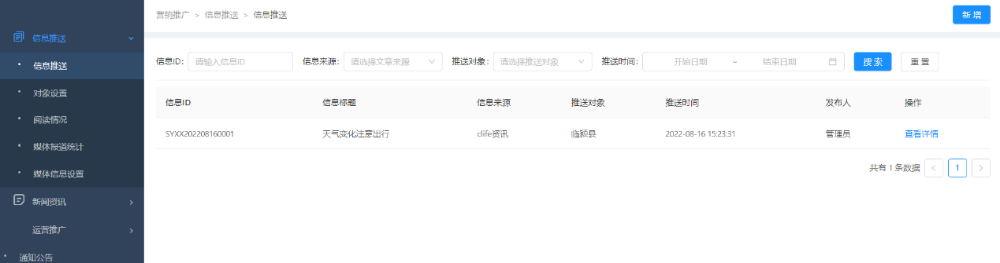 营销推广 > 信息推送 > 信息推送
新 增
信息推送
信息推送
对象设置
阅读情况
媒体报道统计
媒体信息设置
新闻资讯
运营推广
通知公告
信息ID: 请输入信息ID 信息来源: 请选择文章来源 推送对象: 请选择推送对象 推送时间: 开始日期 ~ 结束日期 搜 索 重 置
信息ID 信息标题 信息来源 推送对象 推送时间 发布人 操作
SYXX202208160001 天气变化注意出行 clife资讯 临颍县 2022-08-16 15:23:31 管理员 查看详情
共有 1 条数据 < 1 >